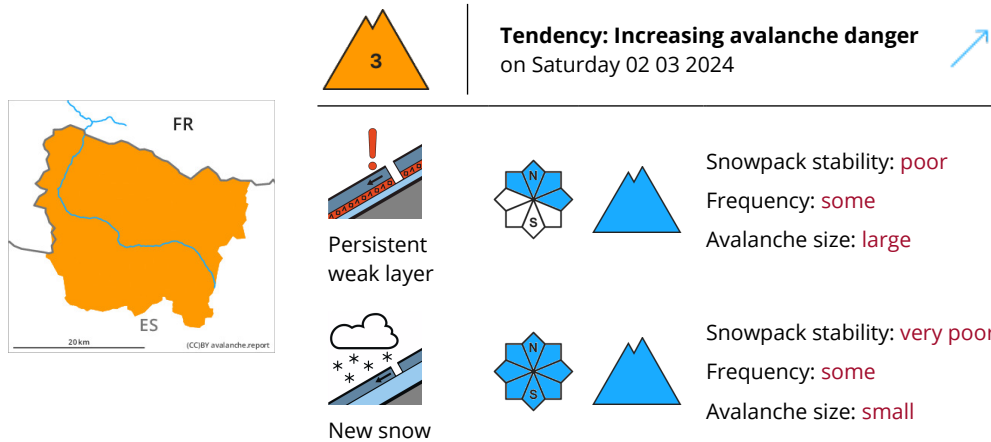 3
Tendency: Increasing avalanche danger
on Saturday 02 03 2024
FR
ES
20 km
(CC)BY avalanche.report
Persistent
weak layer
N
S
Snowpack stability: poor
Frequency: some
Avalanche size: large
New snow
N
S
Snowpack stability: very poor
Frequency: some
Avalanche size: small